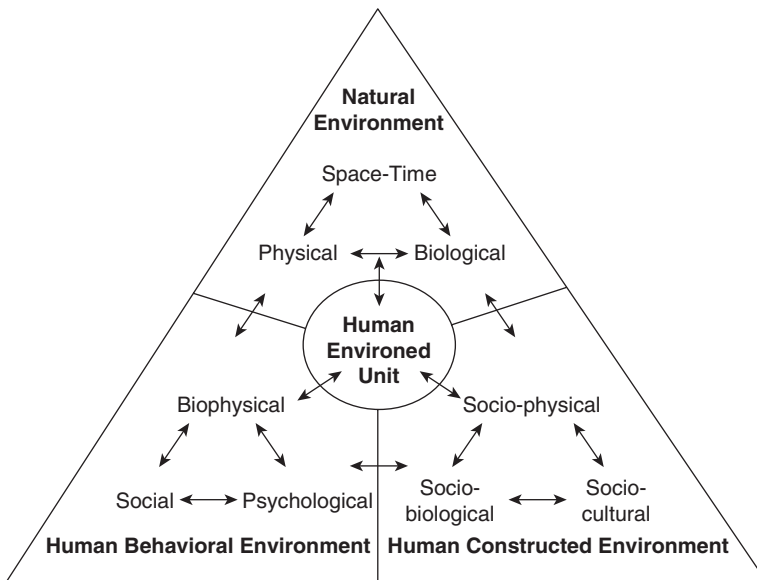 Natural
Environment
Space-Time
Physical
Biological
Human
Environed
Unit
Biophysical
Socio-physical
Social
Psychological
Socio-
biological
Socio-
cultural
Human Behavioral Environment
Human Constructed Environment